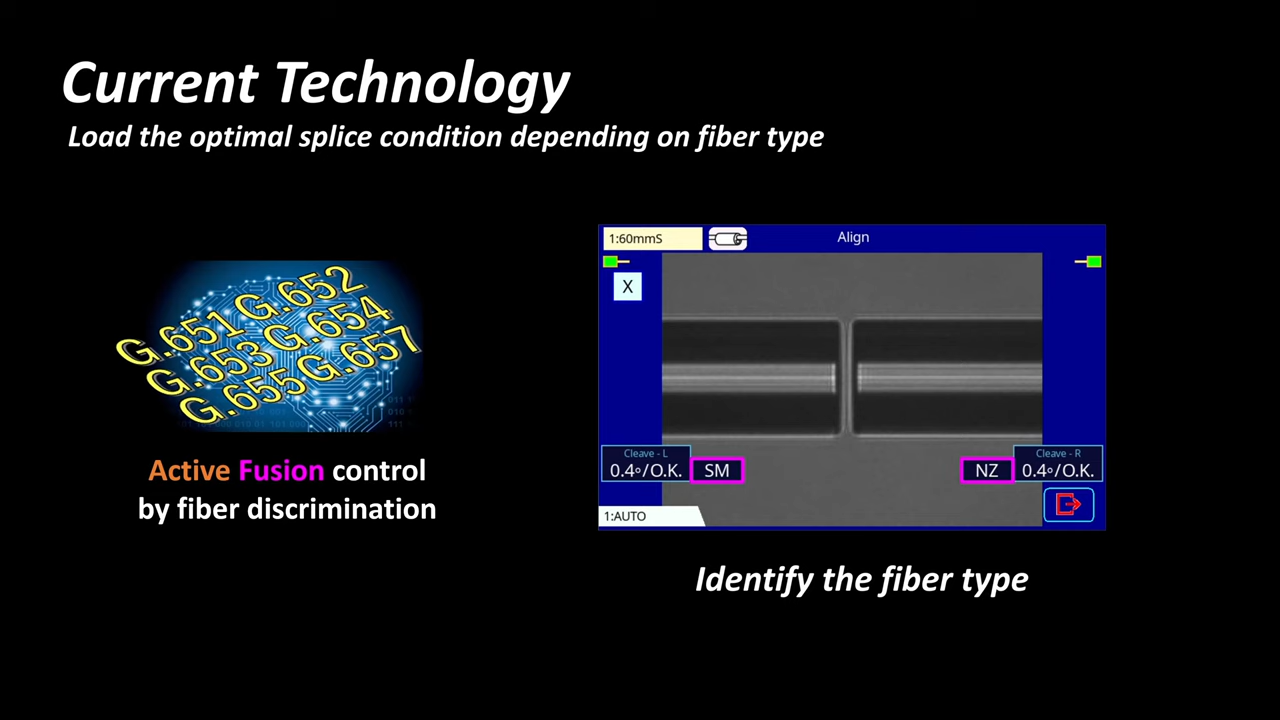 Current Technology
Load the optimal splice condition depending on fiber type
G.651 G.652
G.653 G.654
G.655 G.657
Active Fusion control
by fiber discrimination
1:60mmS
Align
X
Cleave - L
0.4°/O.K.
SM
NZ
Cleave - R
0.4°/O.K.
1:AUTO
Identify the fiber type